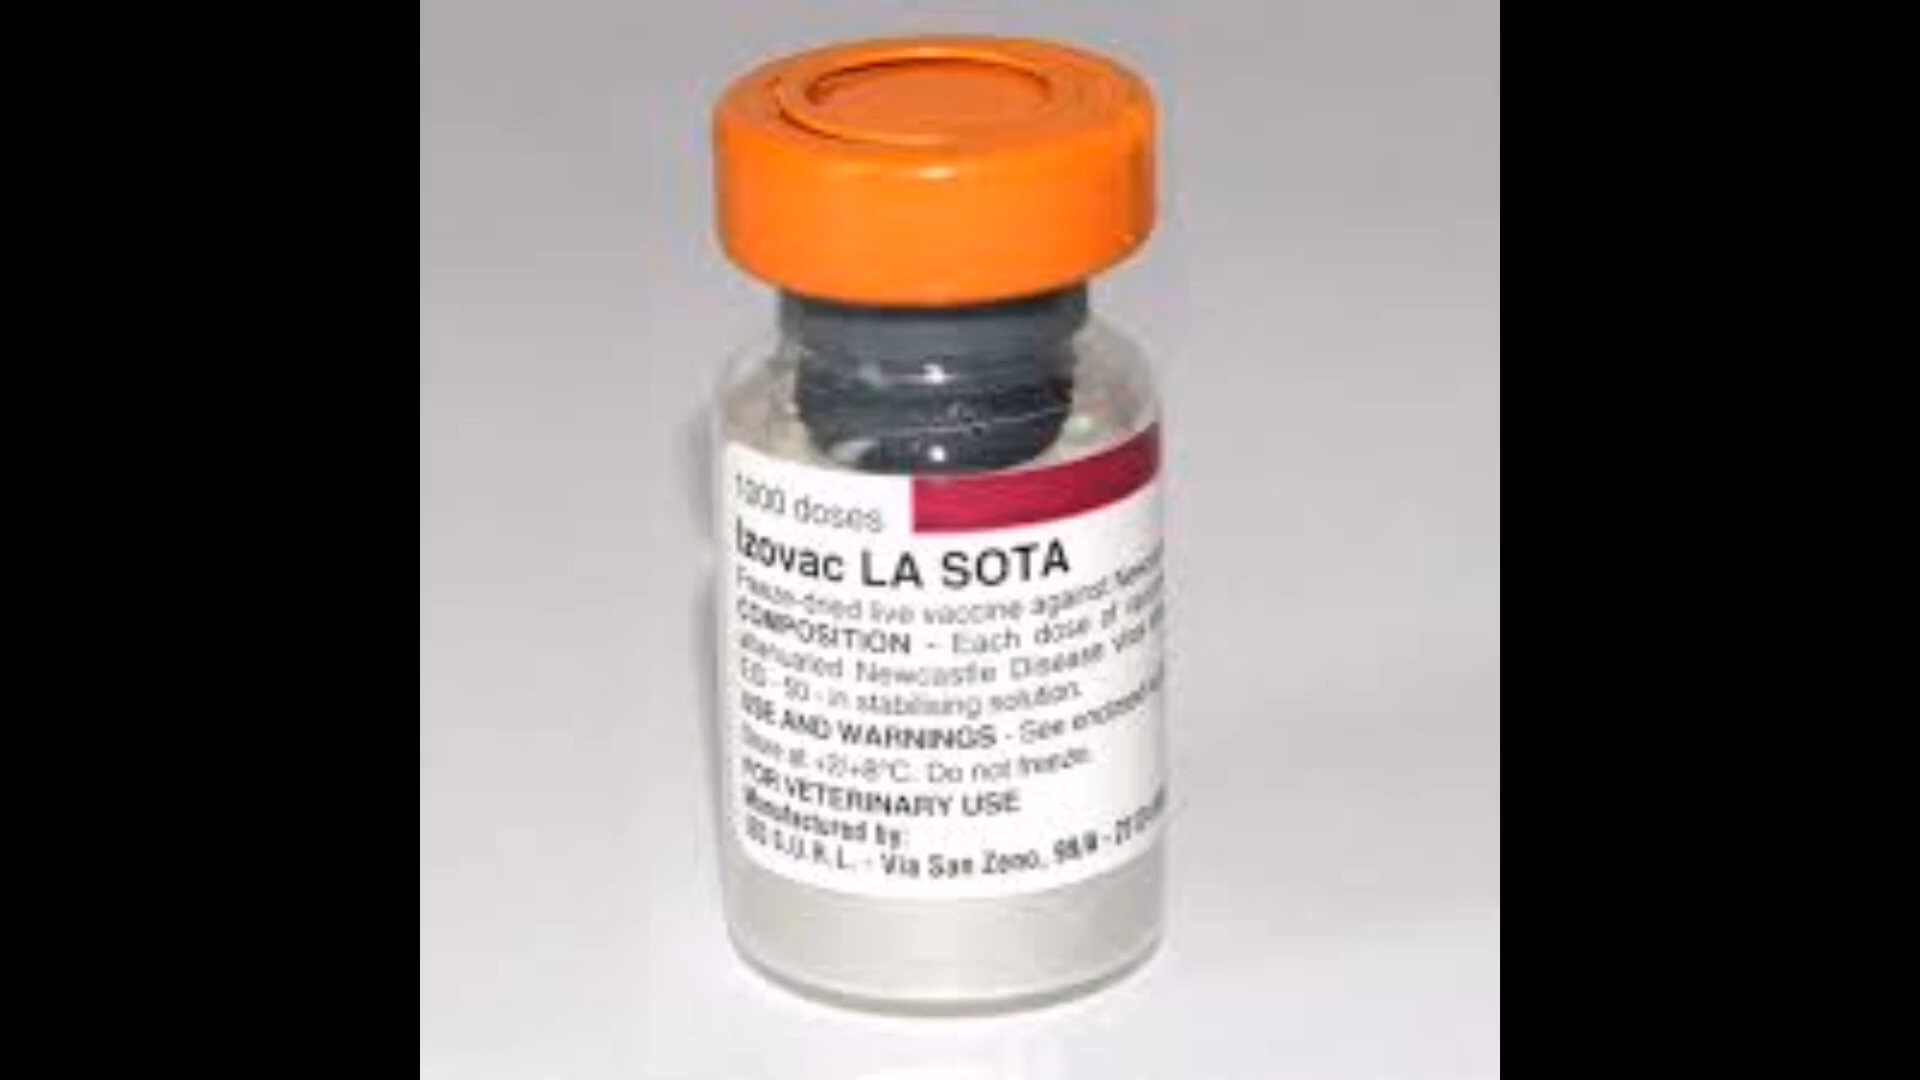 1000 doses
Izovac LA SOTA
Freeze-dried live vaccine against
COMPOSITION - Each dose of
attenuated Newcastle Disease virus
- 50 - in stabilising solution.
USE AND WARNINGS - See enclosed
Store at +2/+8°C. Do not freeze.
FOR VETERINARY USE
Manufactured by:
S.U.R.L. - Via San Zeno, 99/A -